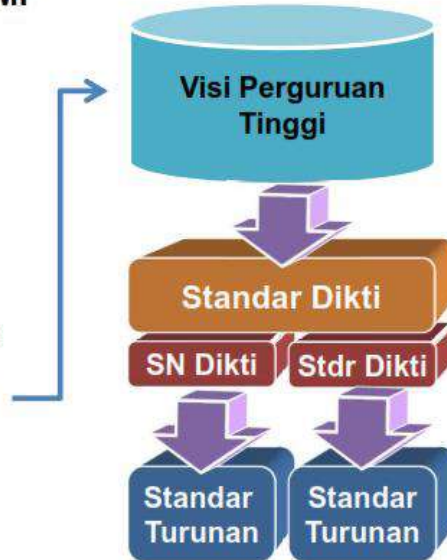 Visi Perguruan
Tinggi
Standar Dikti
SN Dikti
Stdr Dikti
Standar
Turunan
Standar
Turunan